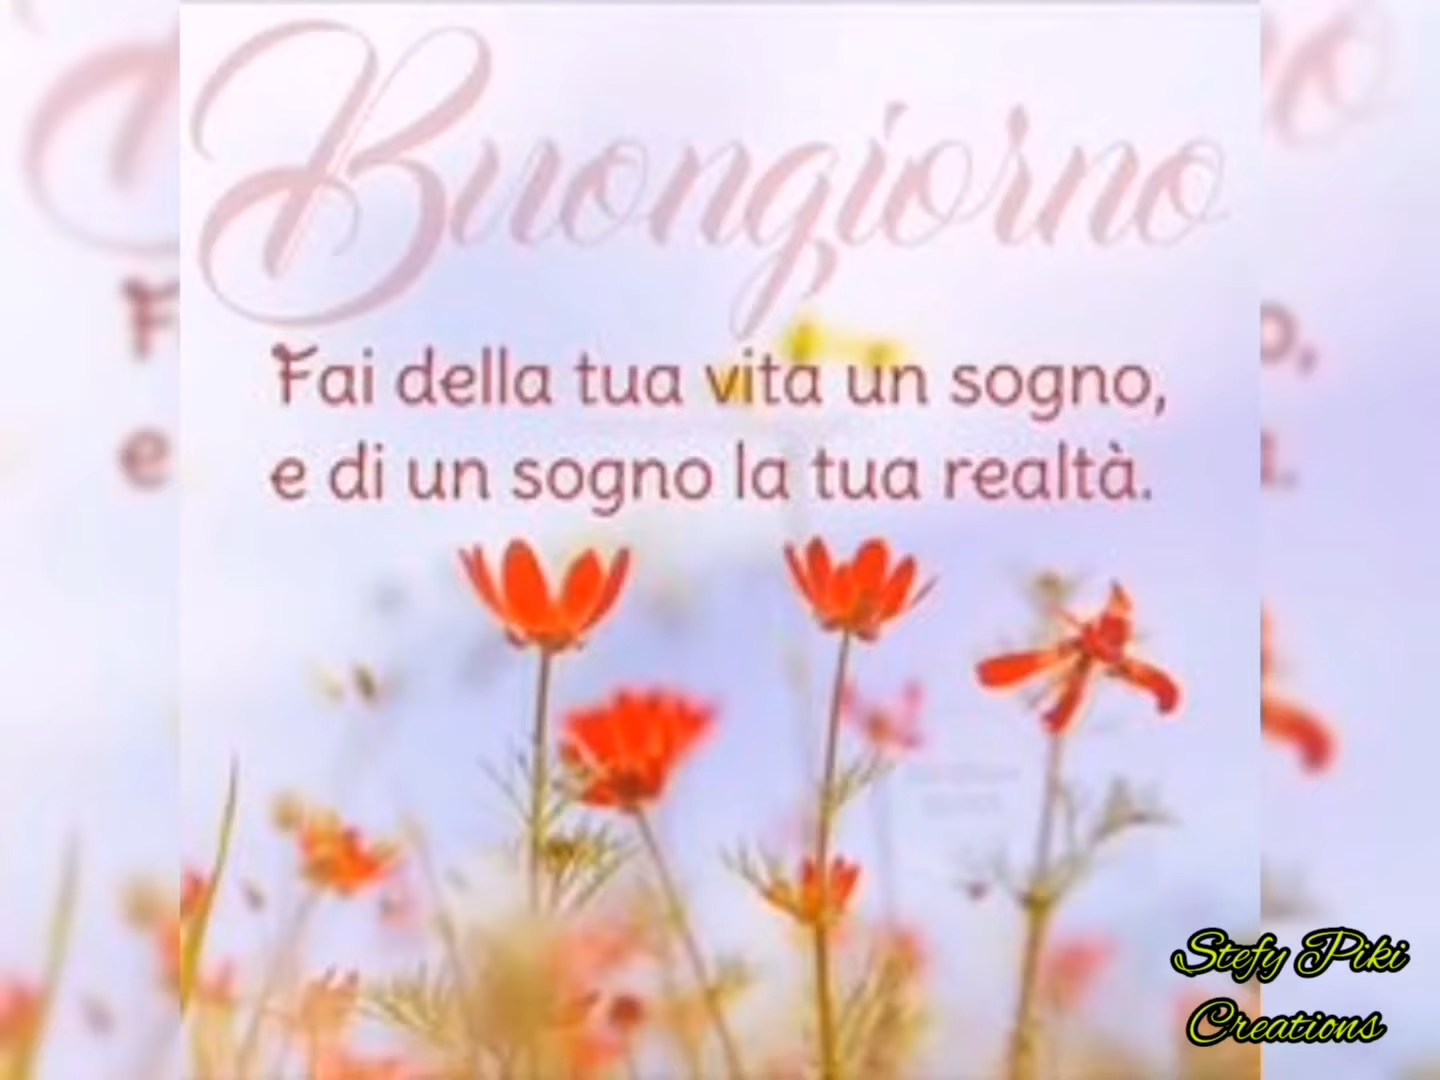 Buongiorno
Fai della tua vita un sogno,
e di un sogno la tua realtà.
Stefy Piki
Creations